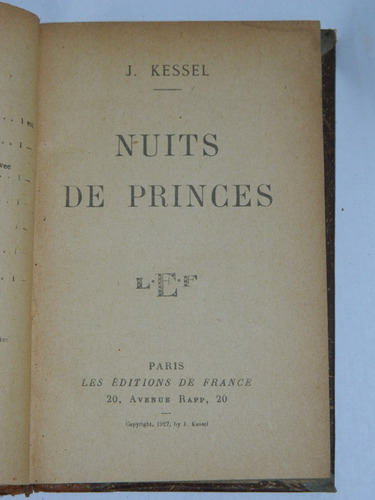 J. KESSEL
NUITS
DE PRINCES
L·E·F
PARIS
LES ÉDITIONS DE FRANCE
20, AVENUE RAPP, 20
Copyright, 1927, by J. Kessel